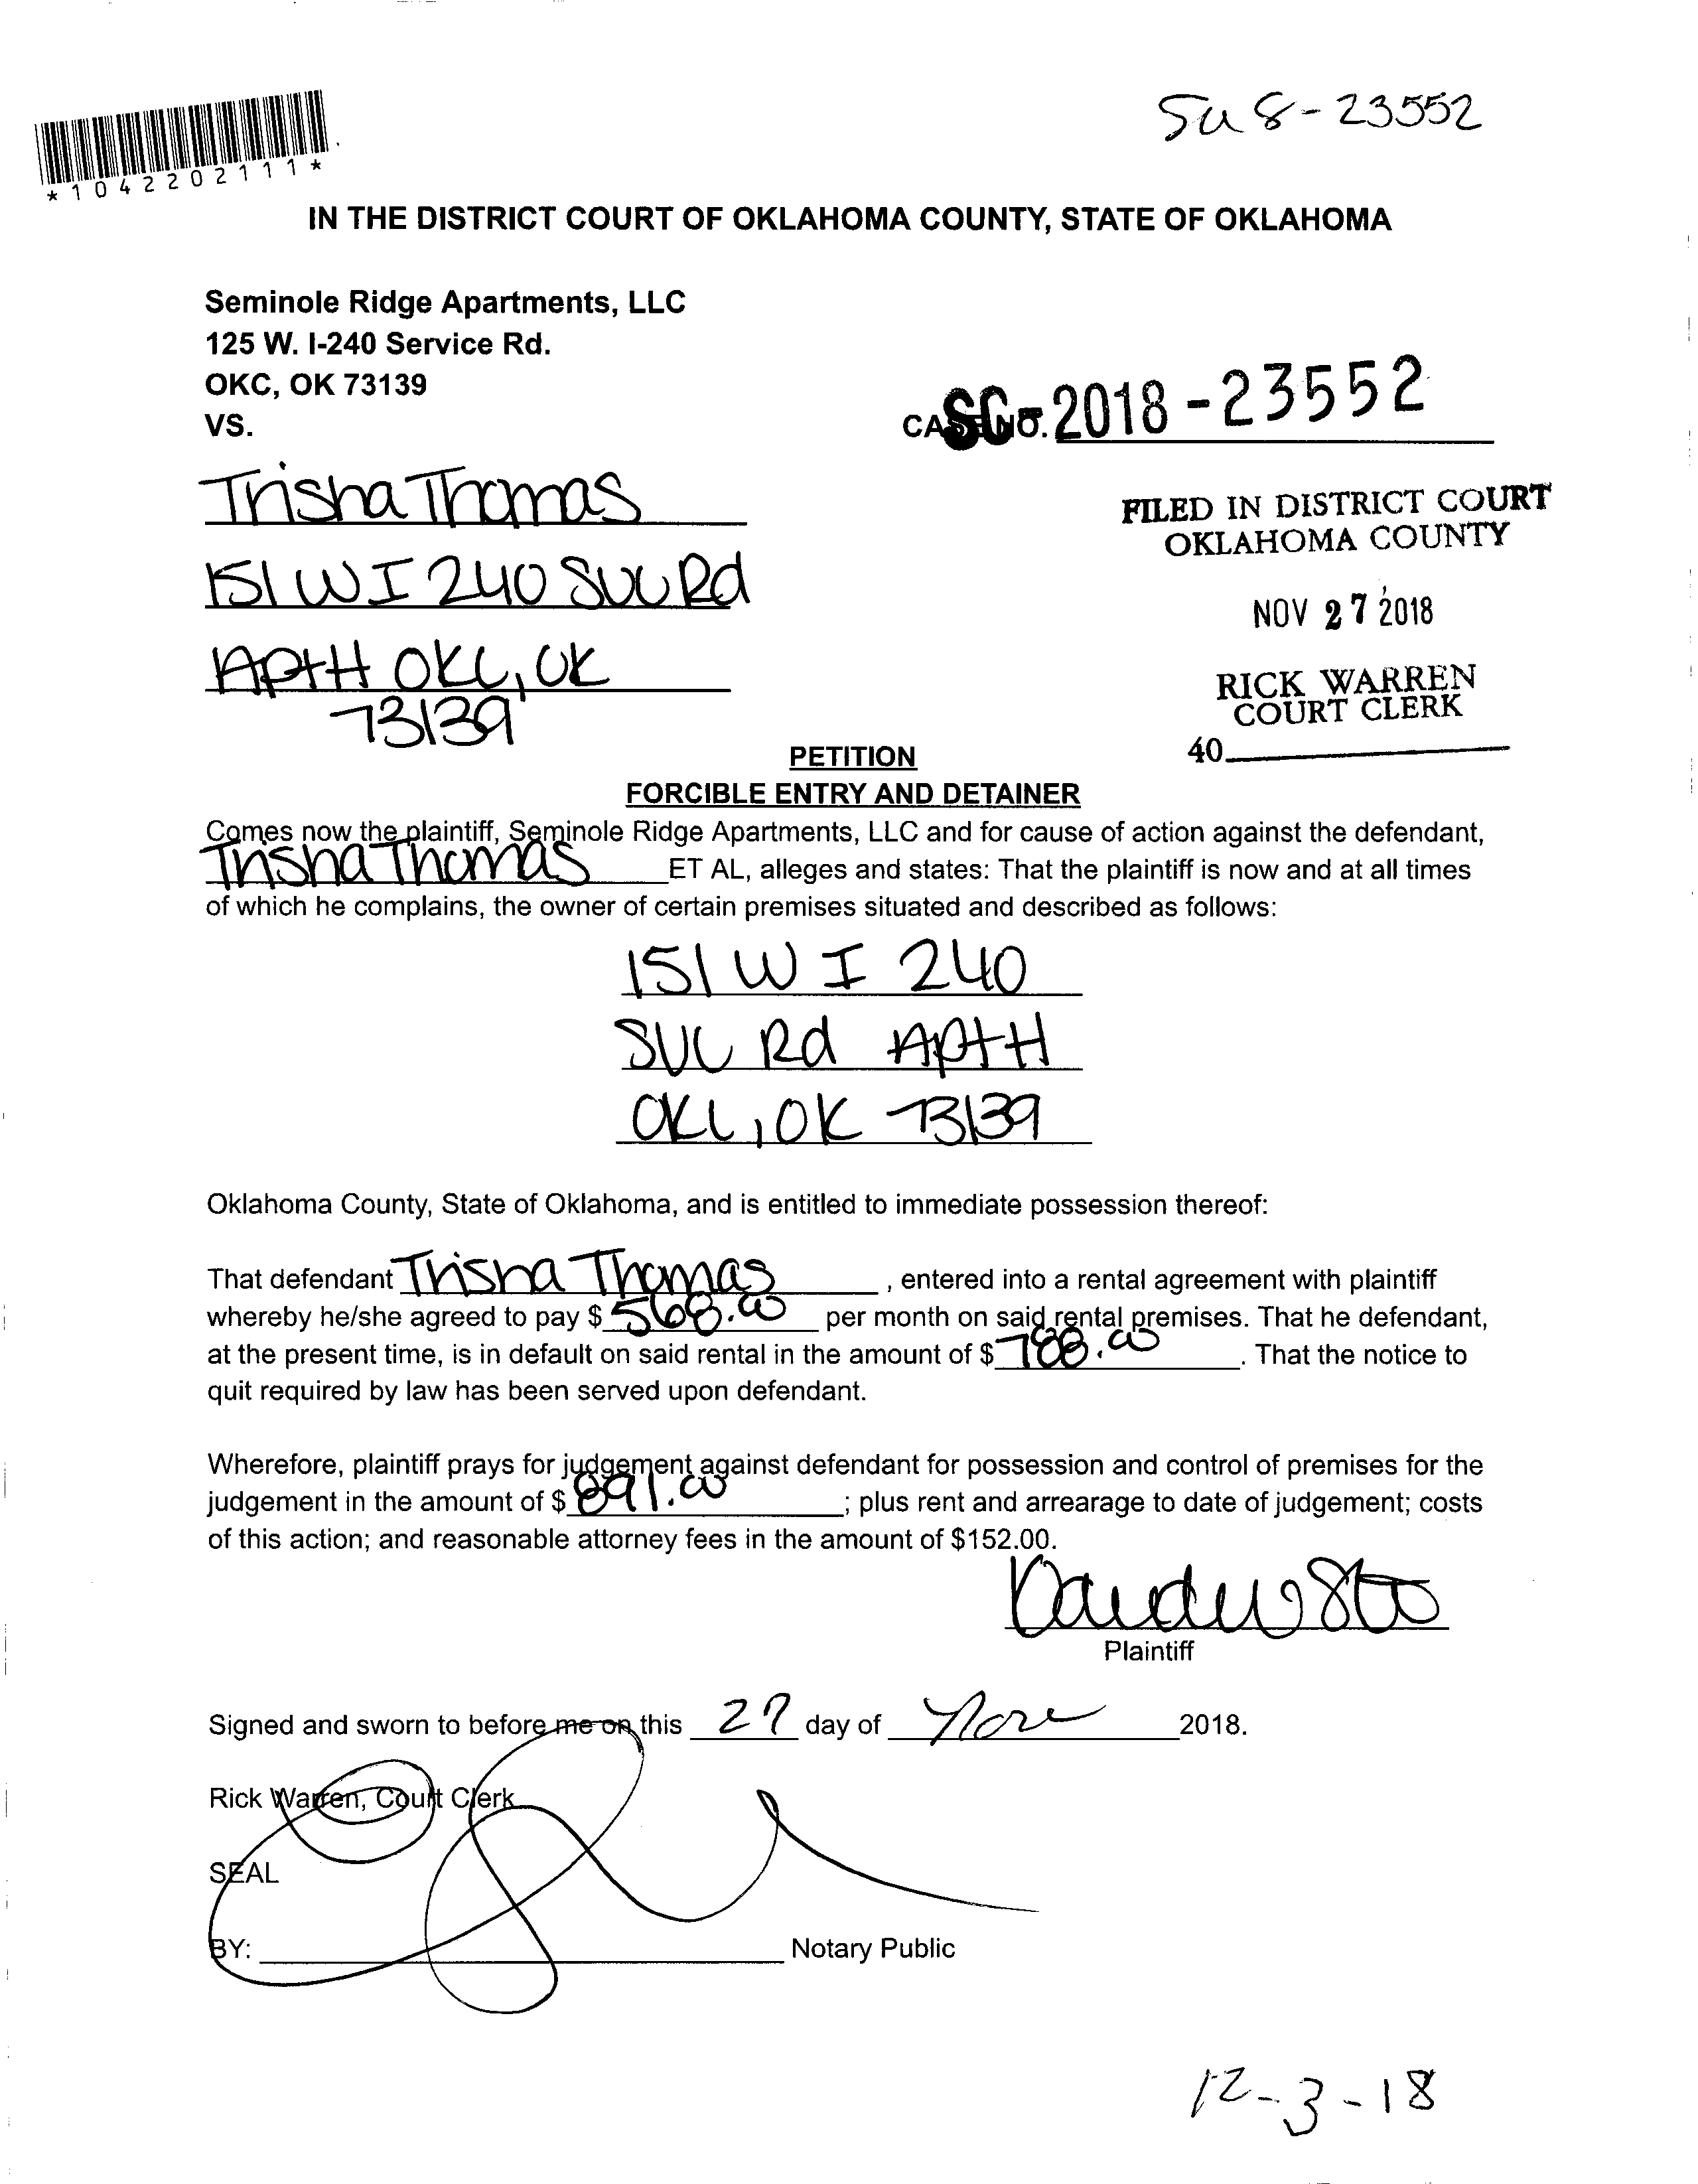 SC18-23552
*1042202111*
IN THE DISTRICT COURT OF OKLAHOMA COUNTY, STATE OF OKLAHOMA
Seminole Ridge Apartments, LLC
125 W. I-240 Service Rd.
OKC, OK 73139
VS.
CASE NO. SC-2018-23552
Trisha Thomas
151 W I 240 SVC Rd
Apt H OKC, OK
73139
FILED IN DISTRICT COURT
OKLAHOMA COUNTY
NOV 27 2018
RICK WARREN
COURT CLERK
40
PETITION
FORCIBLE ENTRY AND DETAINER
Comes now the plaintiff, Seminole Ridge Apartments, LLC and for cause of action against the defendant,
Trisha Thomas ET AL, alleges and states: That the plaintiff is now and at all times
of which he complains, the owner of certain premises situated and described as follows:
151 W I 240
SVC Rd Apt H
OKC, OK 73139
Oklahoma County, State of Oklahoma, and is entitled to immediate possession thereof:
That defendant Trisha Thomas, entered into a rental agreement with plaintiff
whereby he/she agreed to pay $ 568.00 per month on said rental premises. That he defendant,
at the present time, is in default on said rental in the amount of $ 788.00. That the notice to
quit required by law has been served upon defendant.
Wherefore, plaintiff prays for judgement against defendant for possession and control of premises for the
judgement in the amount of $ 891.00; plus rent and arrearage to date of judgement; costs
of this action; and reasonable attorney fees in the amount of $152.00.
Plaintiff
Signed and sworn to before me on this 27 day of Nov 2018.
Rick Warren, Court Clerk
SEAL
BY: Notary Public
12-3-18